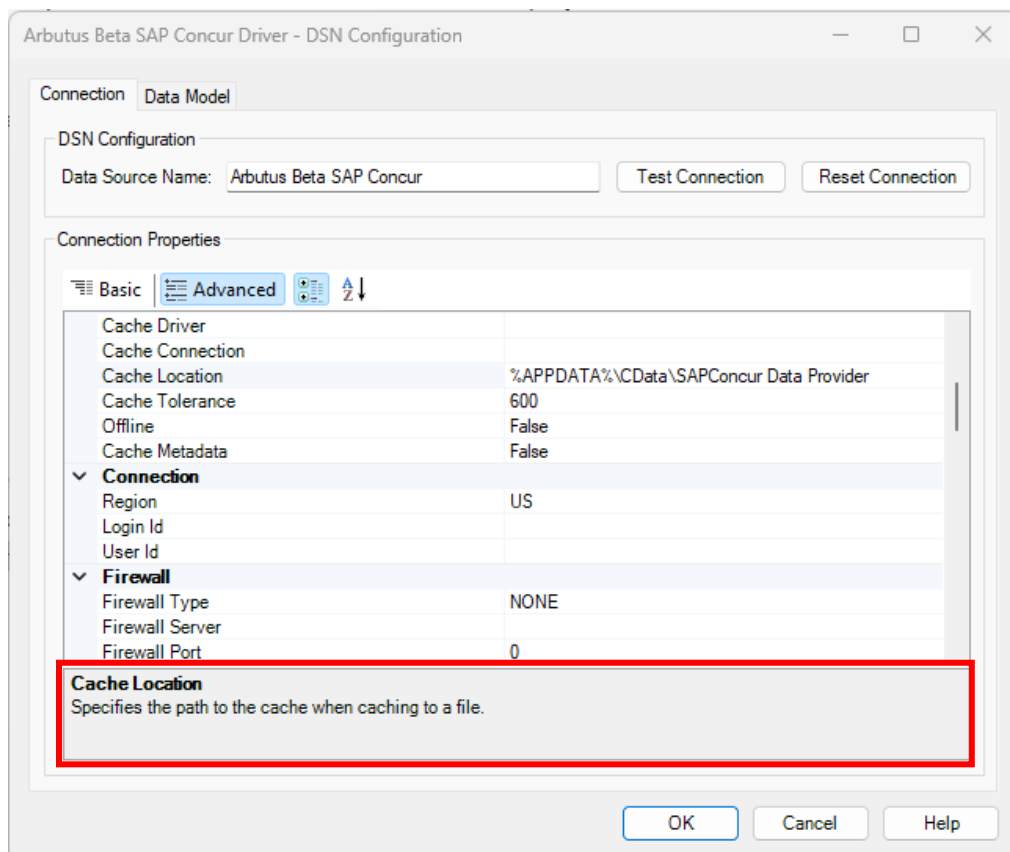 Arbutus Beta SAP Concur Driver - DSN Configuration
Connection Data Model
DSN Configuration
Data Source Name: Arbutus Beta SAP Concur Test Connection Reset Connection
Connection Properties
Basic Advanced
Cache Driver
Cache Connection
Cache Location %APPDATA%\CData\SAPConcur Data Provider
Cache Tolerance 600
Offline False
Cache Metadata False
Connection
Region US
Login Id
User Id
Firewall
Firewall Type NONE
Firewall Server
Firewall Port 0
Cache Location
Specifies the path to the cache when caching to a file.
OK Cancel Help